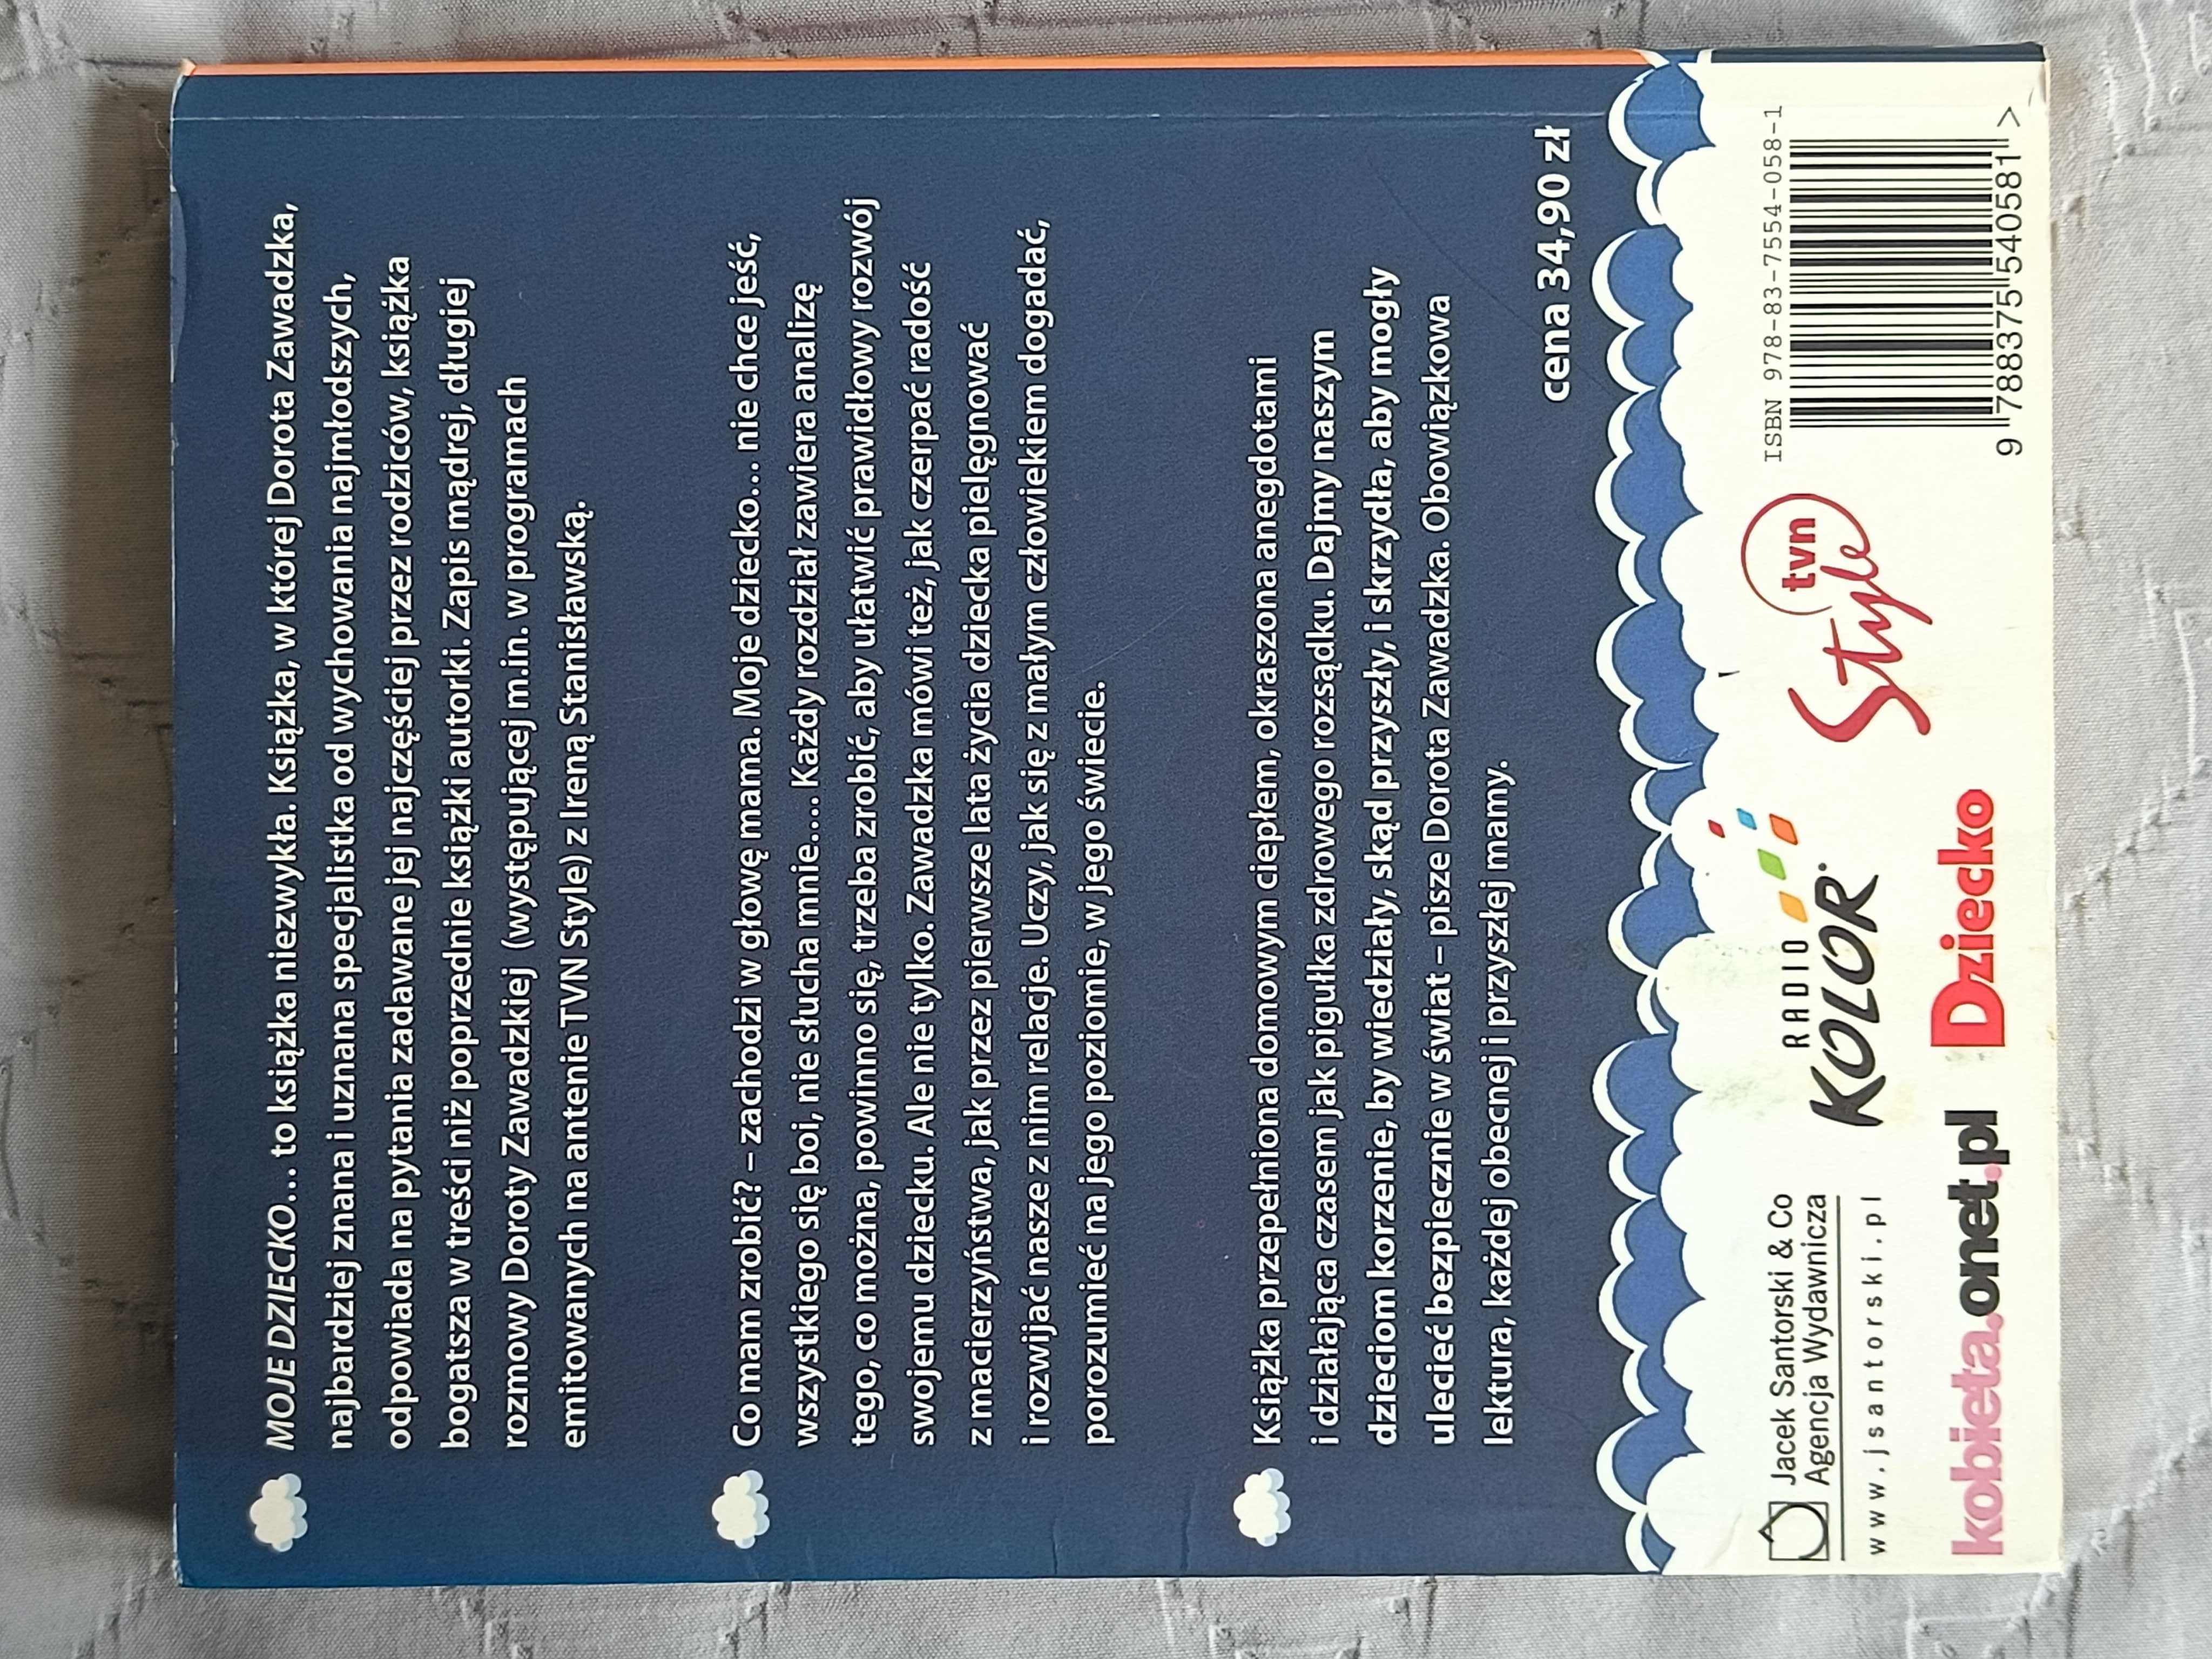 MOJE DZIECKO… to książka niezwykła. Książka, w której Dorota Zawadzka,
najbardziej znana i uznana specjalistka od wychowania najmłodszych,
odpowiada na pytania zadawane jej najczęściej przez rodziców, książka
bogatsza w treści niż poprzednie książki autorki. Zapis mądrej, długiej
rozmowy Doroty Zawadzkiej (występującej m.in. w programach
emitowanych na antenie TVN Style) z Ireną Stanisławską.
Co mam zrobić? – zachodzi w głowę mama. Moje dziecko… nie chce jeść,
wszystkiego się boi, nie słucha mnie….. Każdy rozdział zawiera analizę
tego, co można, powinno się, trzeba zrobić, aby ułatwić prawidłowy rozwój
swojemu dziecku. Ale nie tylko. Zawadzka mówi też, jak czerpać radość
z macierzyństwa, jak przez pierwsze lata życia dziecka pielęgnować
i rozwijać nasze z nim relacje. Uczy, jak się z małym człowiekiem dogadać,
porozumieć na jego poziomie, w jego świecie.
Książka przepełniona domowym ciepłem, okraszona anegdotami
i działająca czasem jak pigułka zdrowego rozsądku. Dajmy naszym
dzieciom korzenie, by wiedziały, skąd przyszły, i skrzydła, aby mogły
ulecieć bezpiecznie w świat – pisze Dorota Zawadzka. Obowiązkowa
lektura, każdej obecnej i przyszłej mamy.
cena 34,90 zł
Jacek Santorski & Co
Agencja Wydawnicza
www.jsantorski.pl
RADIO
KOLOR
tvn
Style
ISBN 978-83-7554-058-1
9 788375 540581 >
kobieta.onet.pl
Dziecko